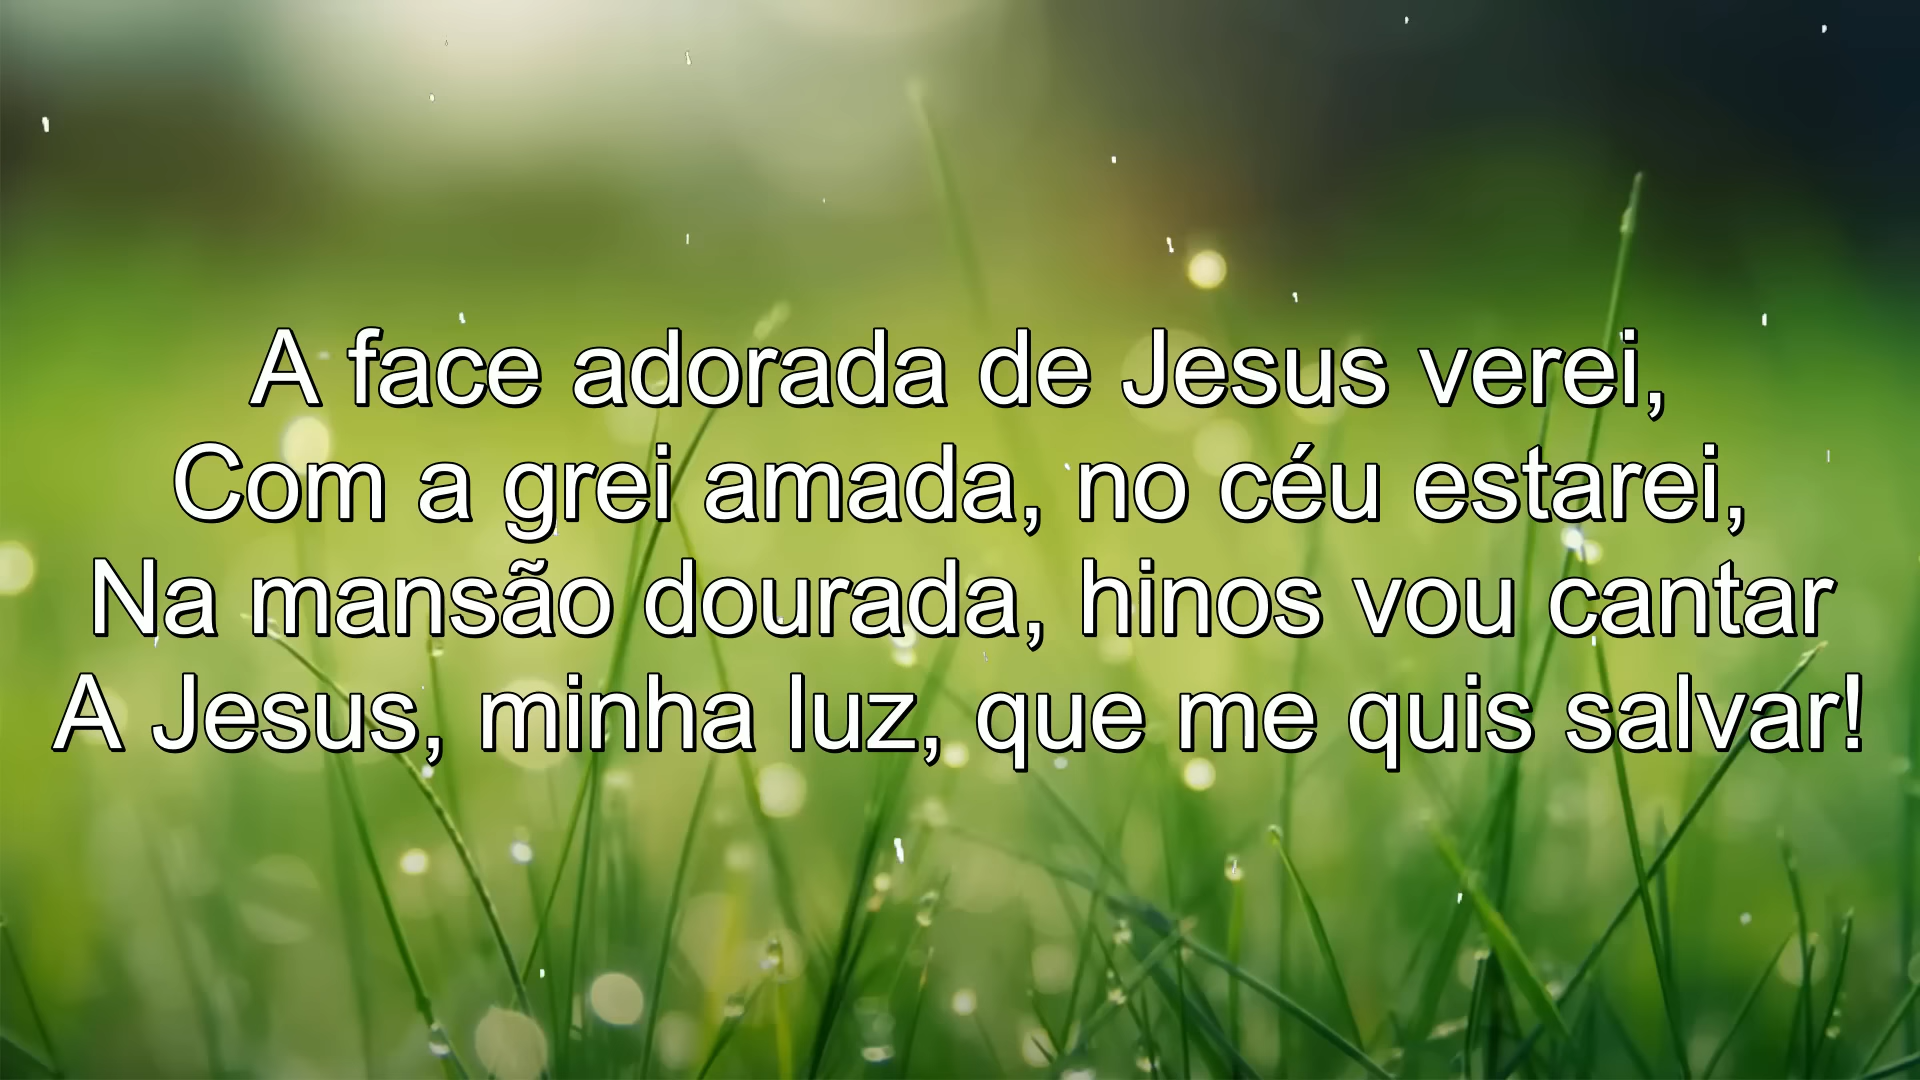 A face adorada de Jesus verei,
Com a grei amada, no céu estarei,
Na mansão dourada, hinos vou cantar
A Jesus, minha luz, que me quis salvar!